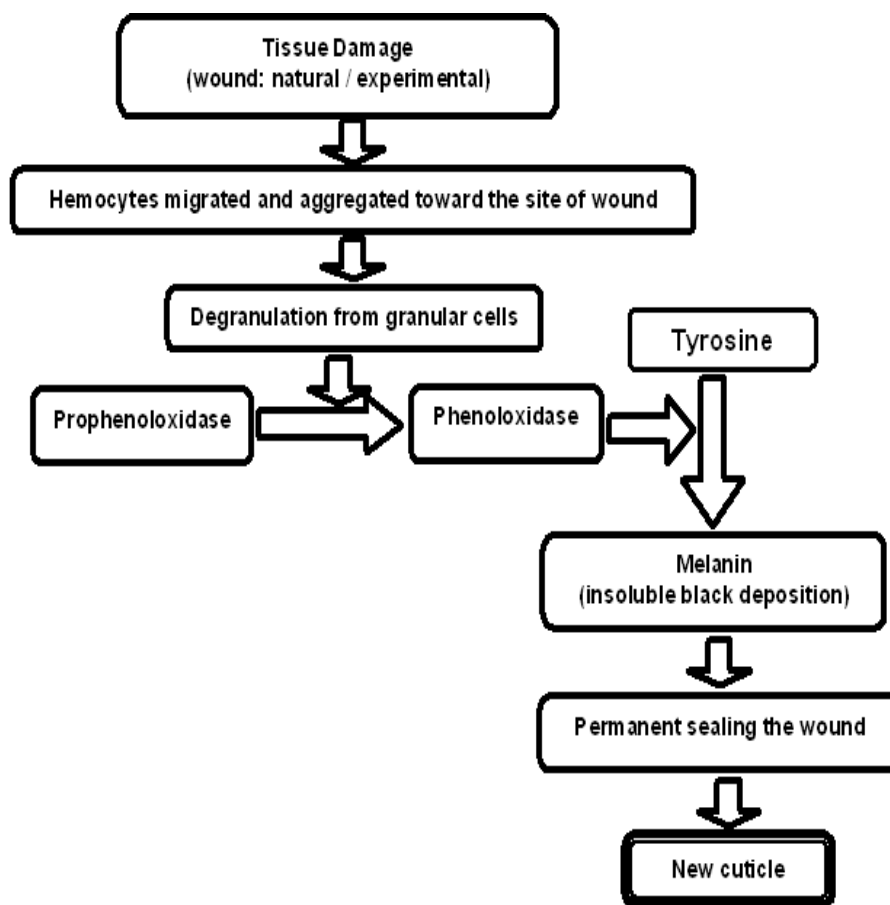 Tissue Damage
(wound: natural / experimental)
Hemocytes migrated and aggregated toward the site of wound
Degranulation from granular cells
Tyrosine
Prophenoloxidase
Phenoloxidase
Melanin
(insoluble black deposition)
Permanent sealing the wound
New cuticle